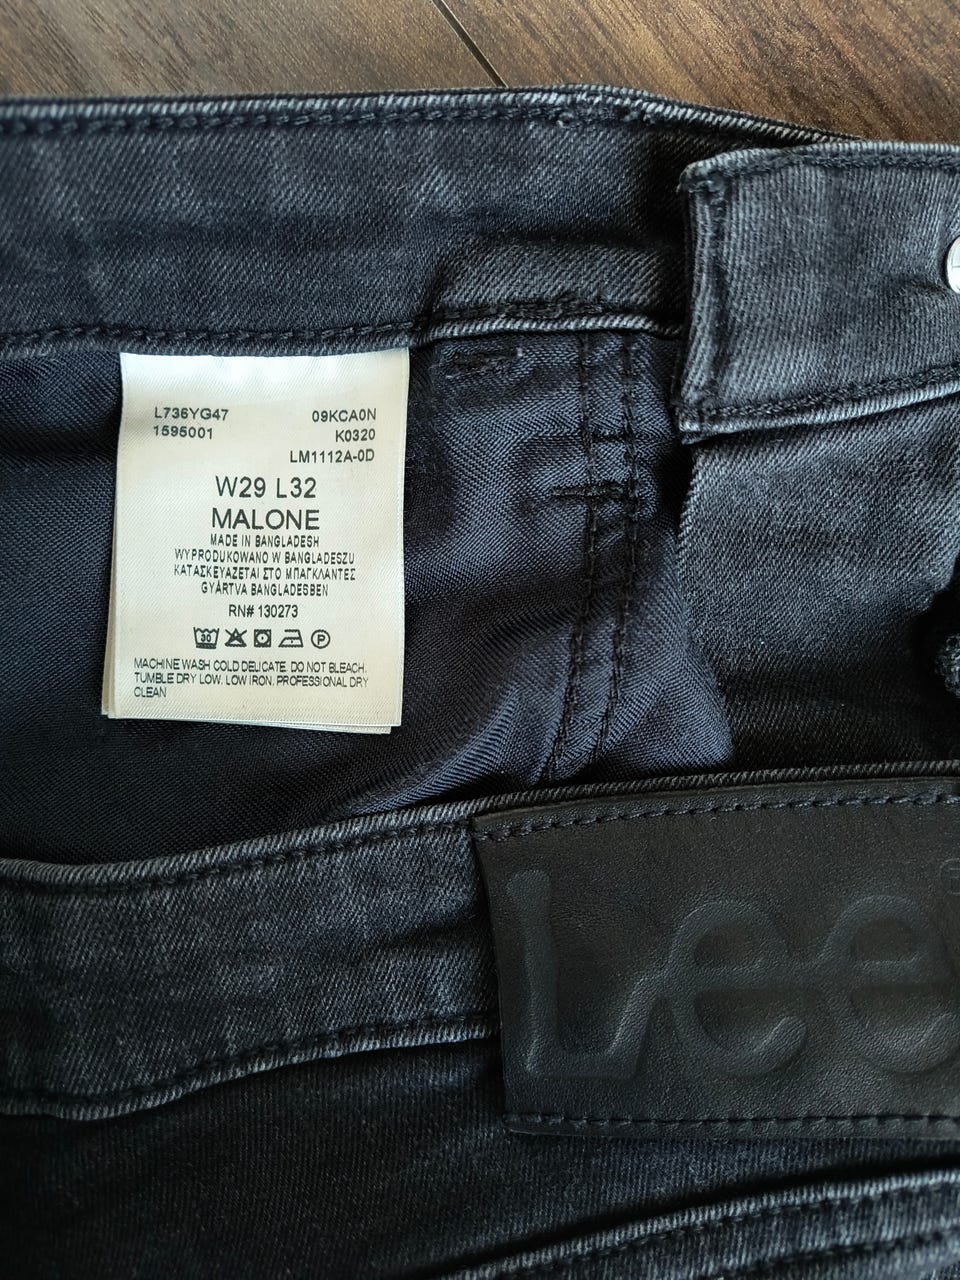 L736YG47 09KCA0N
1595001 K0320
LM1112A-0D
W29 L32
MALONE
MADE IN BANGLADESH
WYPRODUKOWANO W BANGLADESZU
ΚΑΤΑΣΚΕΥΑΖΕΤΑΙ ΣΤΟ ΜΠΑΓΚΛΑΝΤΕΣ
GYÁRTVA BANGLADESBEN
RN# 130273
30 P
MACHINE WASH COLD DELICATE. DO NOT BLEACH.
TUMBLE DRY LOW. LOW IRON. PROFESSIONAL DRY
CLEAN
Lee